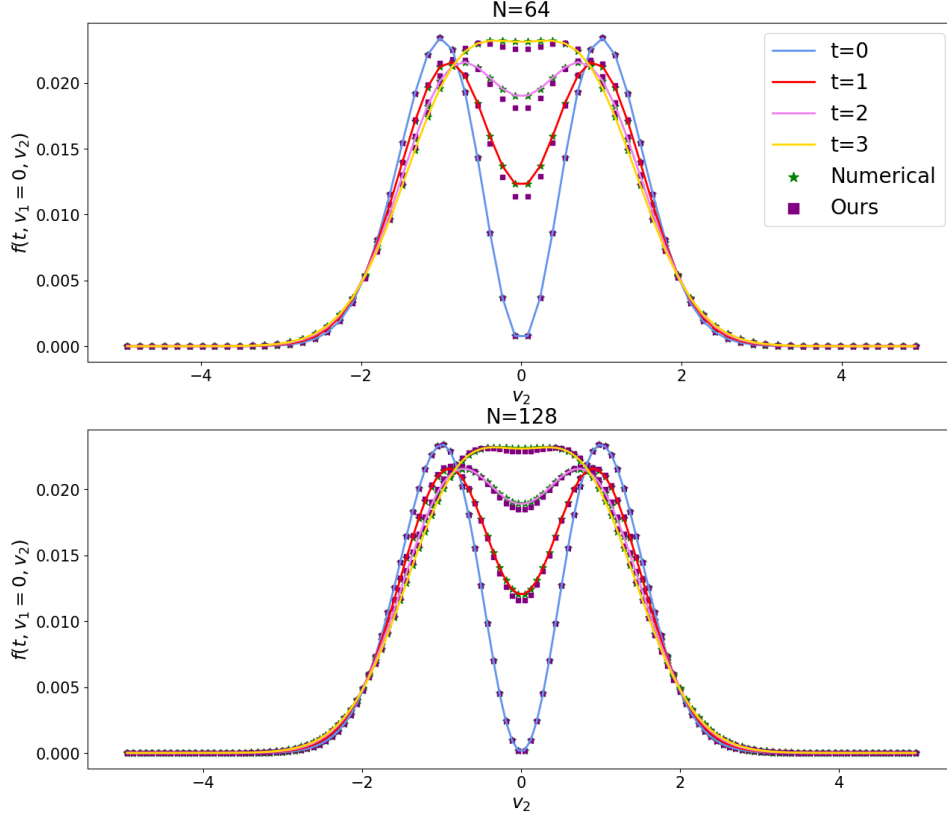 N=64
0.020
0.015
0.010
0.005
0.000
f(t, v₁ = 0, v₂)
t=0
t=1
t=2
t=3
Numerical
Ours
−4
−2
0
2
4
v₂
N=128
0.020
0.015
0.010
0.005
0.000
f(t, v₁ = 0, v₂)
−4
−2
0
2
4
v₂